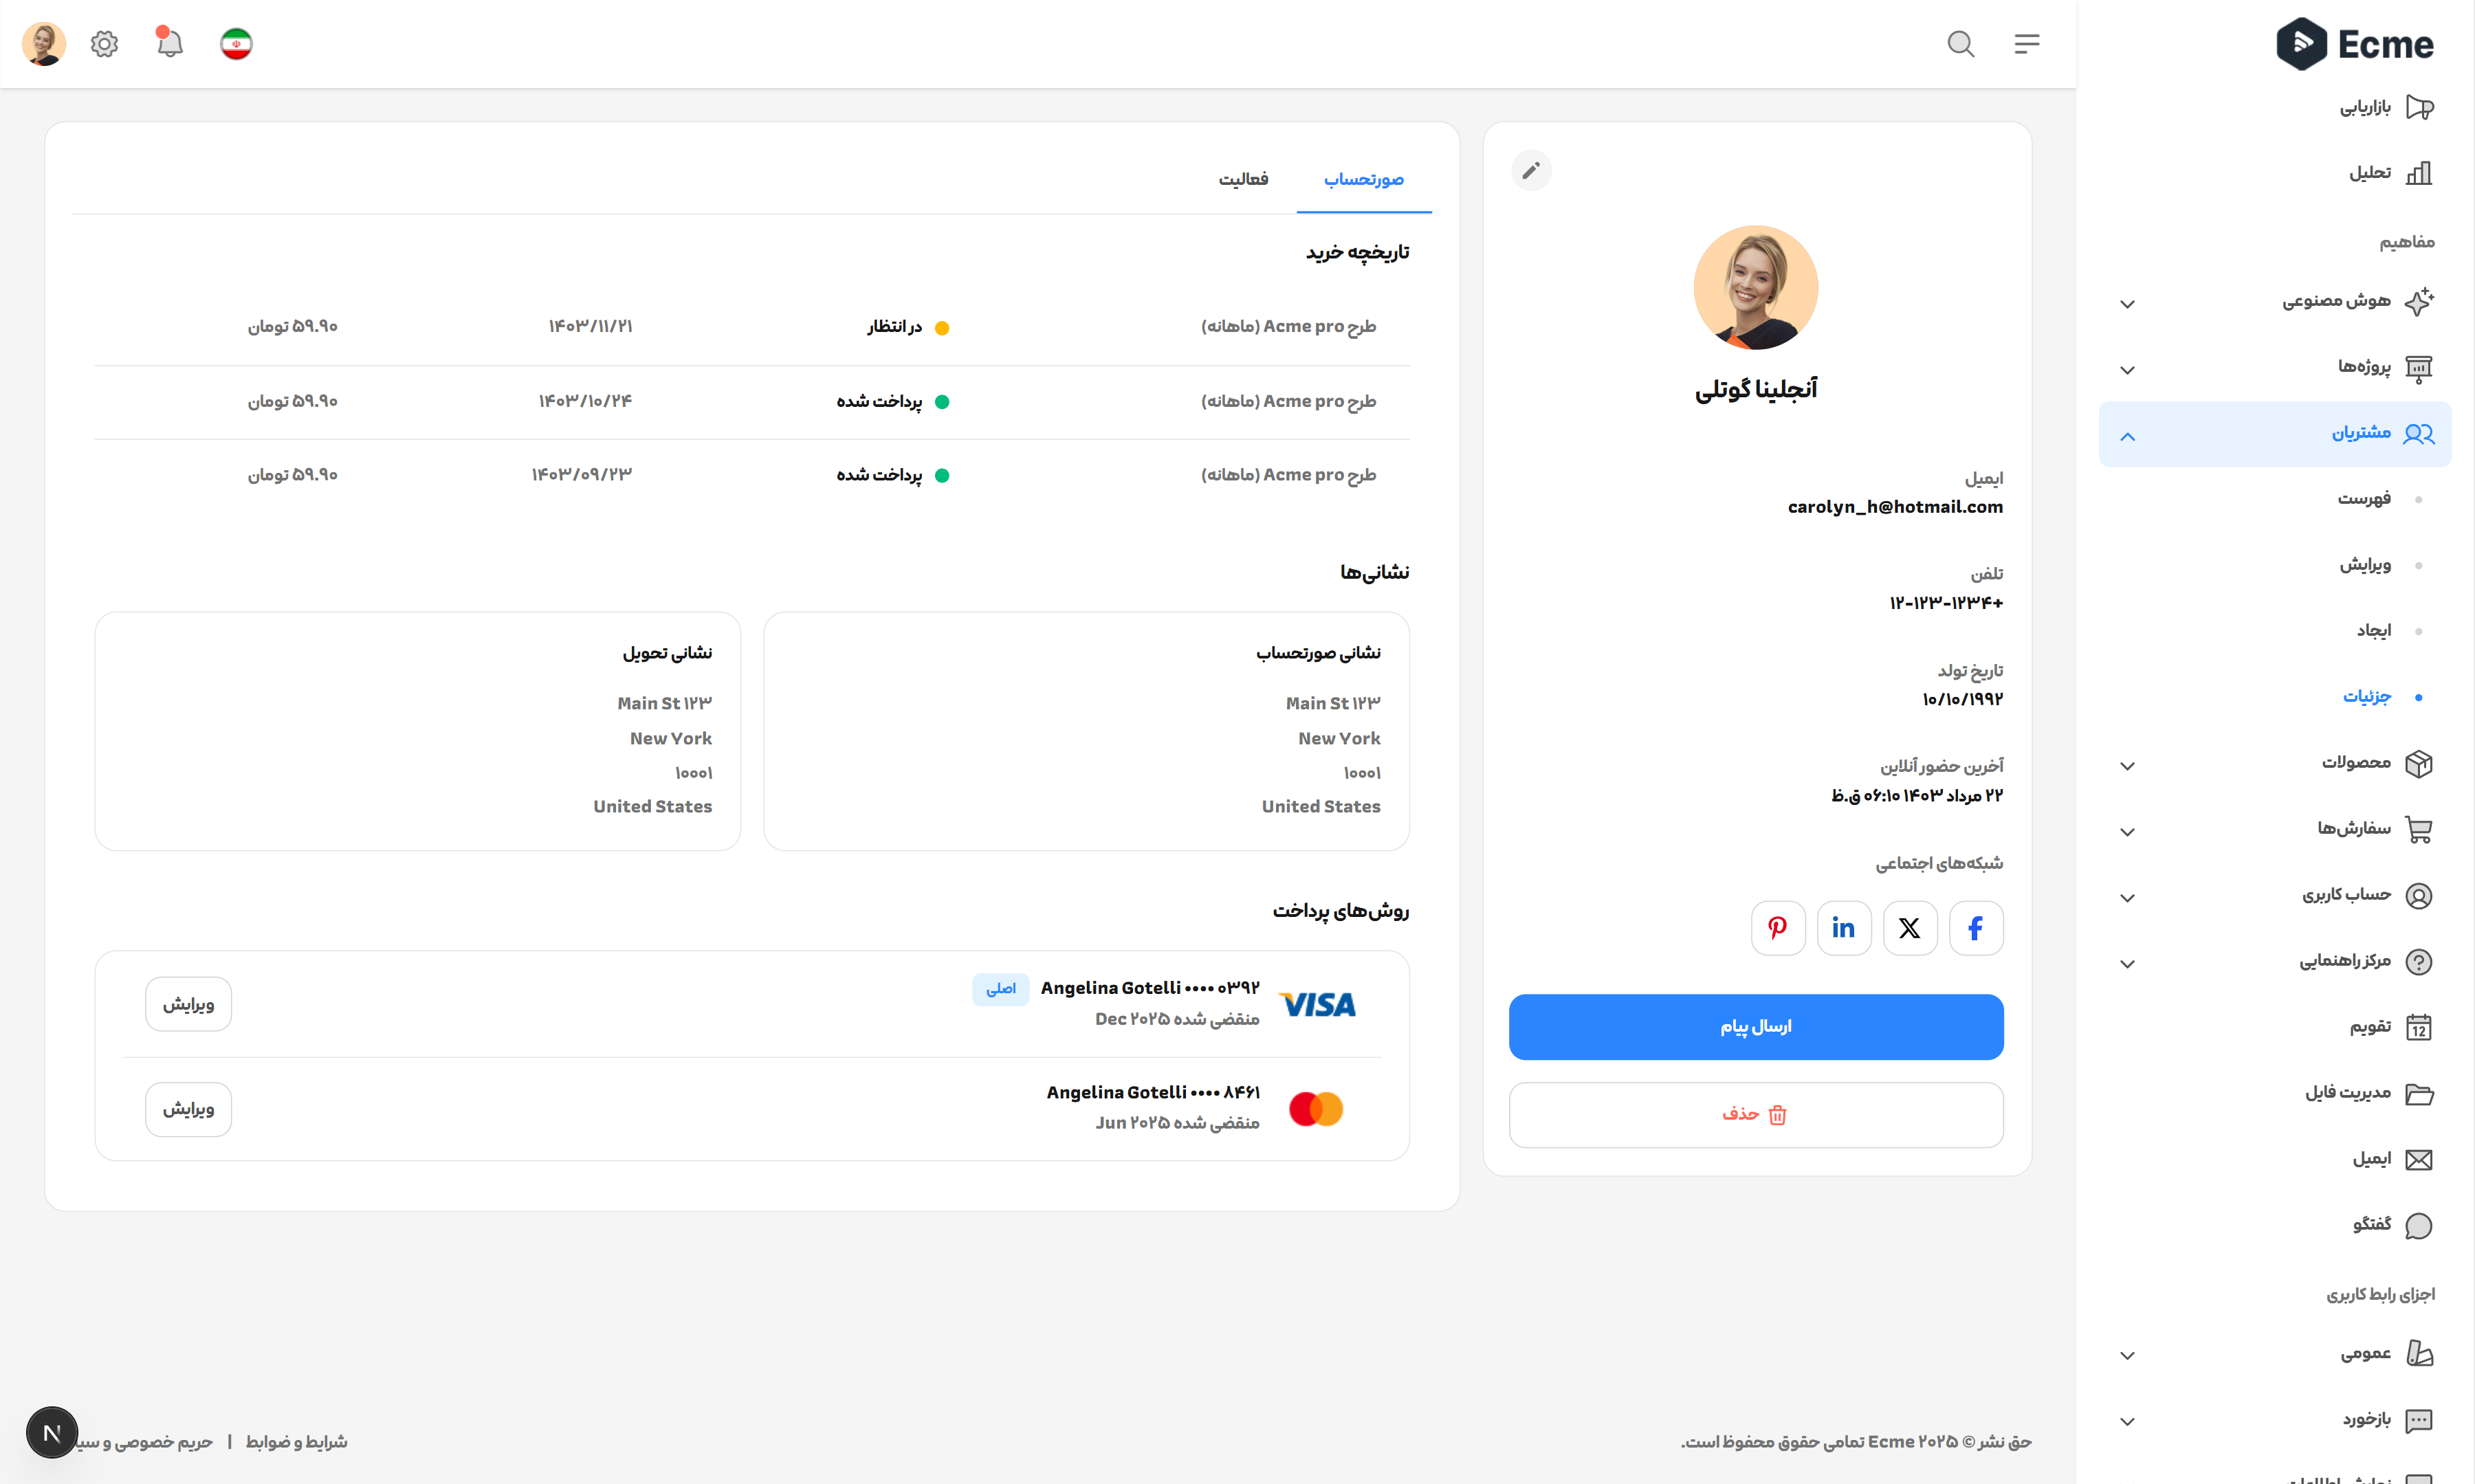 Ecme
بازاریابی
تحلیل
مفاهیم
هوش مصنوعی
پروژه‌ها
مشتریان
فهرست
ویرایش
ایجاد
جزئیات
محصولات
سفارش‌ها
حساب کاربری
مرکز راهنمایی
تقویم
12
مدیریت فایل
ایمیل
گفتگو
اجزای رابط کاربری
عمومی
بازخورد
آنجلینا گوتلی
ایمیل
carolyn_h@hotmail.com
تلفن
+۱۲-۱۲۳-۱۲۳۴
تاریخ تولد
۱۰/۱۰/۱۹۹۲
آخرین حضور آنلاین
۲۲ مرداد ۱۴۰۳ ۰۶:۱۰ ق.ظ
شبکه‌های اجتماعی
ارسال پیام
حذف
صورتحساب
فعالیت
تاریخچه خرید
طرح Acme pro (ماهانه) در انتظار ۱۴۰۳/۱۱/۲۱ ۵۹.۹۰ تومان
طرح Acme pro (ماهانه) پرداخت شده ۱۴۰۳/۱۰/۲۴ ۵۹.۹۰ تومان
طرح Acme pro (ماهانه) پرداخت شده ۱۴۰۳/۰۹/۲۳ ۵۹.۹۰ تومان
نشانی‌ها
نشانی صورتحساب
۱۲۳ Main St
New York
۱۰۰۰۱
United States
نشانی تحویل
۱۲۳ Main St
New York
۱۰۰۰۱
United States
روش‌های پرداخت
VISA
Angelina Gotelli •••• ۰۳۹۲ اصلی
منقضی شده Dec ۲۰۲۵
ویرایش
Angelina Gotelli •••• ۸۴۶۱
منقضی شده Jun ۲۰۲۵
ویرایش
حق نشر © ۲۰۲۵ Ecme تمامی حقوق محفوظ است.
شرایط و ضوابط | حریم خصوصی و
N